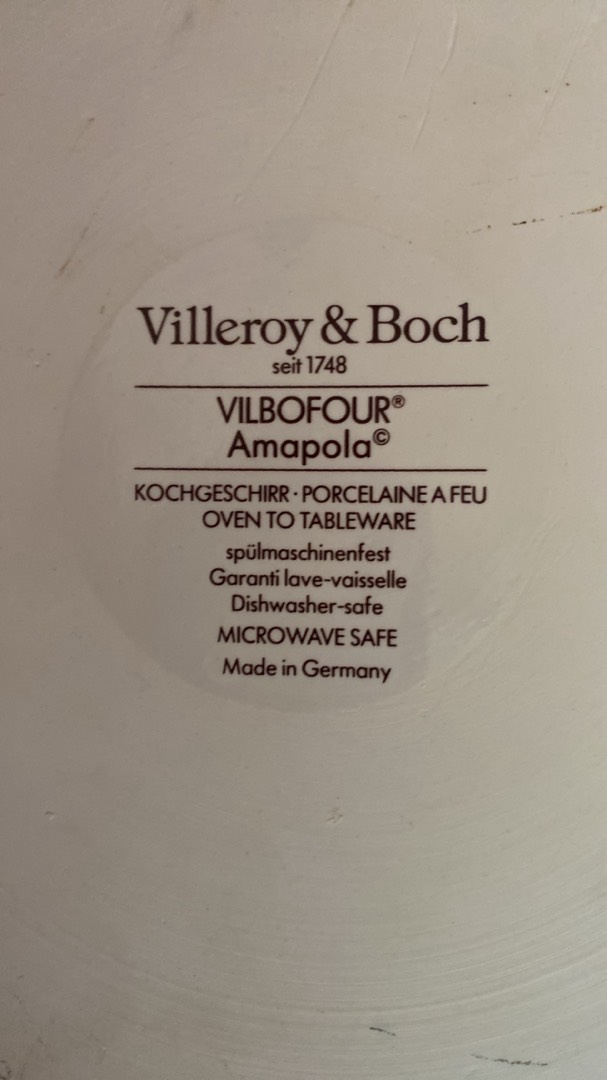 Villeroy & Boch
seit 1748
VILBOFOUR®
Amapola©
KOCHGESCHIRR · PORCELAINE A FEU
OVEN TO TABLEWARE
spülmaschinenfest
Garanti lave-vaisselle
Dishwasher-safe
MICROWAVE SAFE
Made in Germany